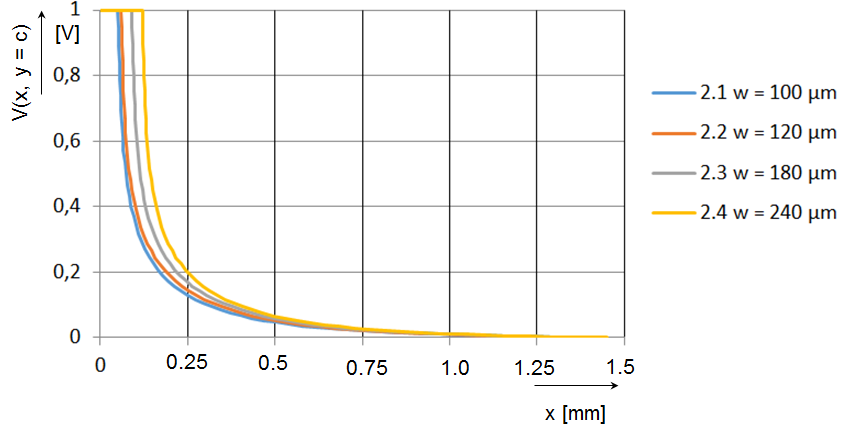 1
[V]
V(x, y = c)
0,8
0,6
0,4
0,2
0
0 0.25 0.5 0.75 1.0 1.25 1.5
x [mm]
2.1 w = 100 µm
2.2 w = 120 µm
2.3 w = 180 µm
2.4 w = 240 µm